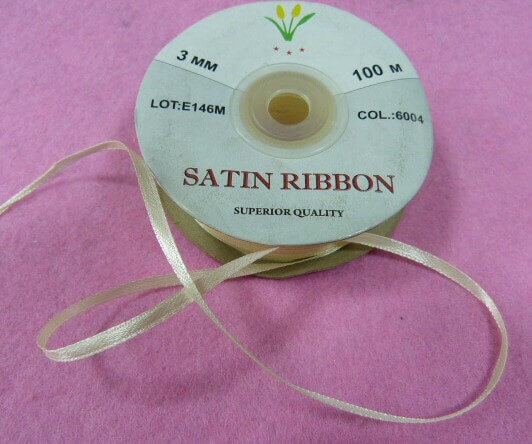 3 MM
100 M
LOT:E146M
COL.:6004
SATIN RIBBON
SUPERIOR QUALITY